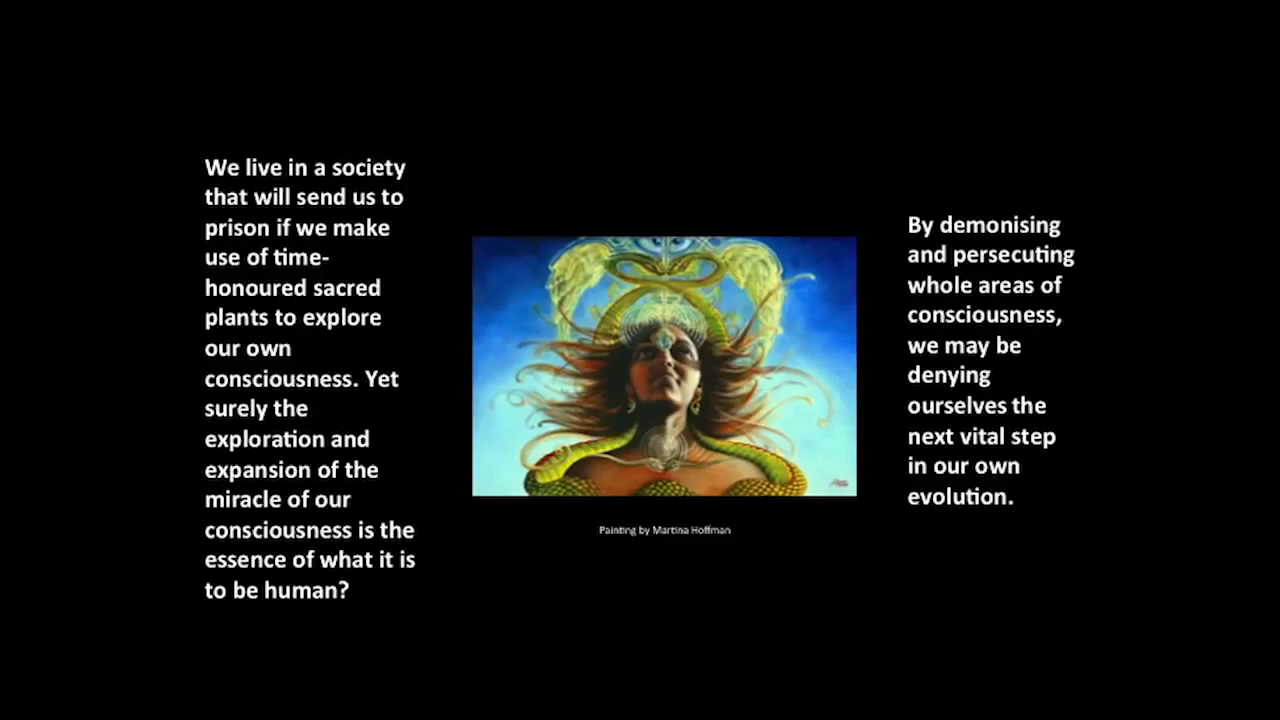 We live in a society
that will send us to
prison if we make
use of time-
honoured sacred
plants to explore
our own
consciousness. Yet
surely the
exploration and
expansion of the
miracle of our
consciousness is the
essence of what it is
to be human?
Painting by Martina Hoffman
By demonising
and persecuting
whole areas of
consciousness,
we may be
denying
ourselves the
next vital step
in our own
evolution.